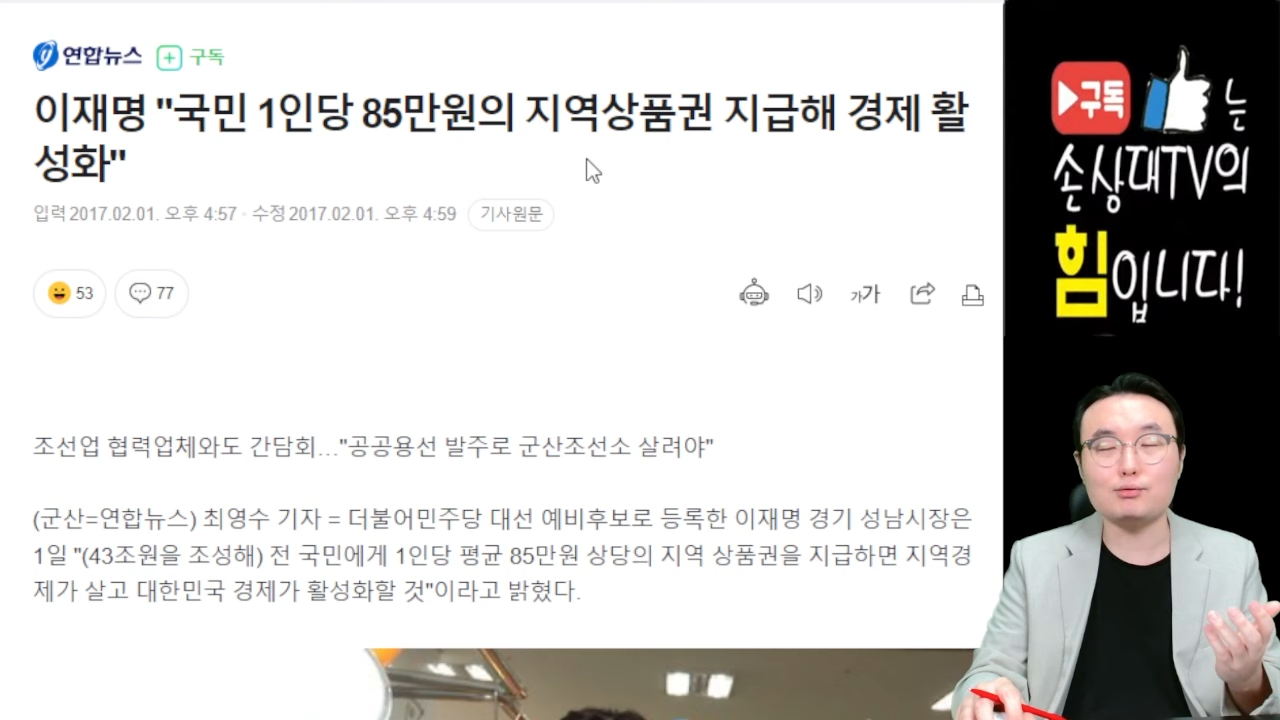 연합뉴스 구독
이재명 "국민 1인당 85만원의 지역상품권 지급해 경제 활
성화"
입력 2017.02.01. 오후 4:57 · 수정 2017.02.01. 오후 4:59 기사원문
53 77
가가
조선업 협력업체와도 간담회…"공공용선 발주로 군산조선소 살려야"
(군산=연합뉴스) 최영수 기자 = 더불어민주당 대선 예비후보로 등록한 이재명 경기 성남시장은
1일 "(43조원을 조성해) 전 국민에게 1인당 평균 85만원 상당의 지역 상품권을 지급하면 지역경
제가 살고 대한민국 경제가 활성화할 것"이라고 밝혔다.
구독 는
손상대TV의
힘입니다!